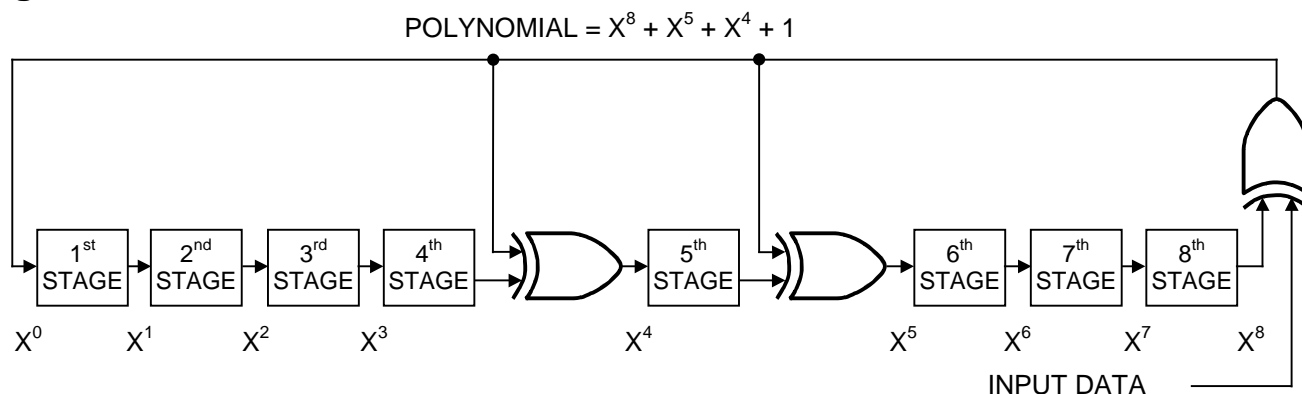 POLYNOMIAL = X⁸ + X⁵ + X⁴ + 1
1st STAGE
2nd STAGE
3rd STAGE
4th STAGE
5th STAGE
6th STAGE
7th STAGE
8th STAGE
X⁰ X¹ X² X³ X⁴ X⁵ X⁶ X⁷ X⁸
INPUT DATA